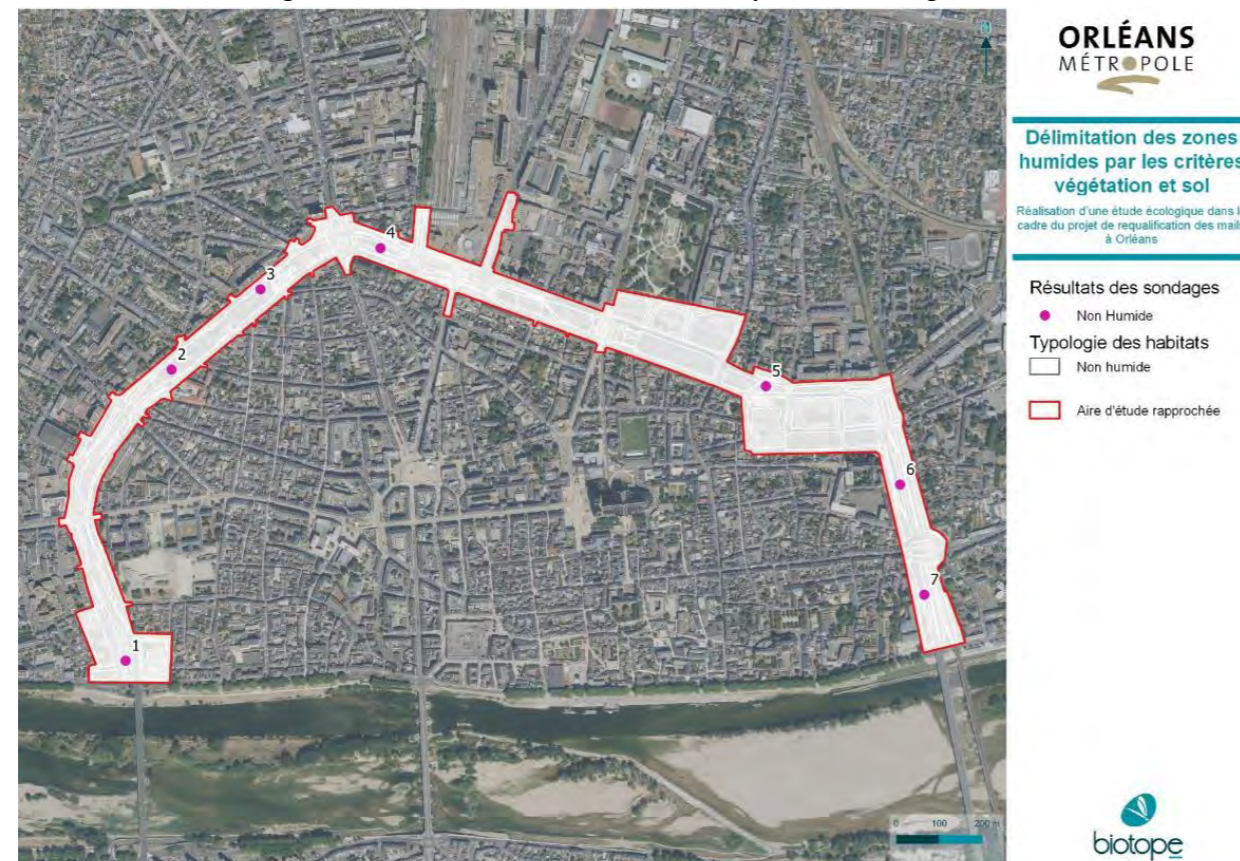 ORLÉANS
MÉTROPOLE
Délimitation des zones
humides par les critères
végétation et sol
Réalisation d'une étude écologique dans l
cadre du projet de requalification des mail
à Orléans
Résultats des sondages
Non Humide
Typologie des habitats
Non humide
Aire d'étude rapprochée
4
3
2
5
6
7
1
0 100 200 m
biotope